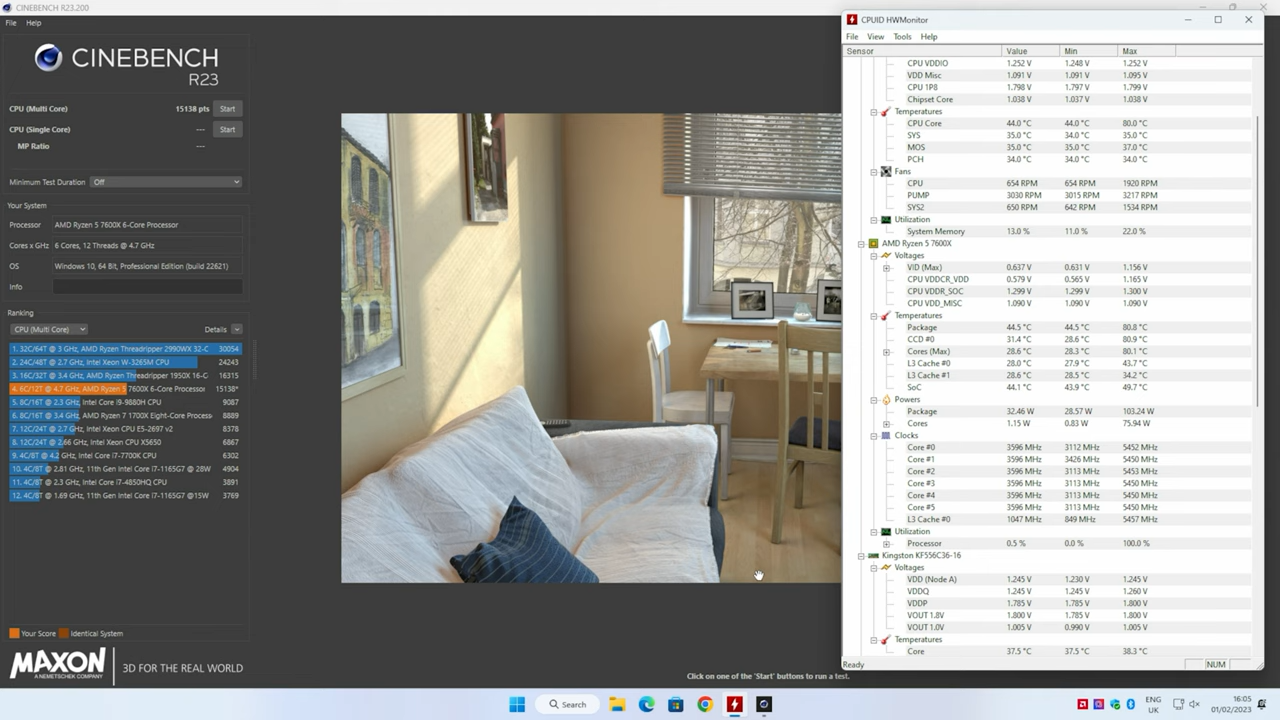 CINEBENCH R23.200
File Help
CINEBENCH
R23
CPU (Multi Core) 15138 pts Start
CPU (Single Core) --- Start
MP Ratio ---
Minimum Test Duration Off
Your System
Processor AMD Ryzen 5 7600X 6-Core Processor
Cores x GHz 6 Cores, 12 Threads @ 4.7 GHz
OS Windows 10, 64 Bit, Professional Edition (build 22621)
Info
Ranking
CPU (Multi Core) Details
1. 32C/64T @ 3 GHz, AMD Ryzen Threadripper 2990WX 32-C 30054
2. 24C/48T @ 2.7 GHz, Intel Xeon W-3265M CPU 24243
3. 16C/32T @ 3.4 GHz, AMD Ryzen Threadripper 1950X 16-C 16315
4. 6C/12T @ 4.7 GHz, AMD Ryzen 5 7600X 6-Core Processor 15138*
5. 8C/16T @ 2.3 GHz, Intel Core i9-9880H CPU 9087
6. 8C/16T @ 3.4 GHz, AMD Ryzen 7 1700X Eight-Core Proces: 8889
7. 12C/24T @ 2.7 GHz, Intel Xeon CPU E5-2697 v2 8378
8. 12C/24T @ 2.66 GHz, Intel Xeon CPU X5650 6867
9. 4C/8T @ 4.2 GHz, Intel Core i7-7700K CPU 6302
10. 4C/8T @ 2.81 GHz, 11th Gen Intel Core i7-1165G7 @ 28W 4904
11. 4C/8T @ 2.3 GHz, Intel Core i7-4850HQ CPU 3891
12. 4C/8T @ 1.69 GHz, 11th Gen Intel Core i7-1165G7 @15W 3769
Your Score Identical System
MAXON
A NEMETSCHEK COMPANY
3D FOR THE REAL WORLD
Click on one of the 'Start' buttons to run a test.
CPUID HWMonitor
File View Tools Help
Sensor Value Min Max
CPU VDDIO 1.252 V 1.248 V 1.252 V
VDD Misc 1.091 V 1.091 V 1.095 V
CPU 1P8 1.798 V 1.797 V 1.799 V
Chipset Core 1.038 V 1.037 V 1.038 V
Temperatures
CPU Core 44.0 °C 44.0 °C 80.0 °C
SYS 35.0 °C 34.0 °C 35.0 °C
MOS 35.0 °C 35.0 °C 37.0 °C
PCH 34.0 °C 34.0 °C 34.0 °C
Fans
CPU 654 RPM 654 RPM 1920 RPM
PUMP 3030 RPM 3015 RPM 3217 RPM
SYS2 650 RPM 642 RPM 1534 RPM
Utilization
System Memory 13.0 % 11.0 % 22.0 %
AMD Ryzen 5 7600X
Voltages
VID (Max) 0.637 V 0.631 V 1.156 V
CPU VDDCR_VDD 0.579 V 0.565 V 1.165 V
CPU VDDR_SOC 1.299 V 1.299 V 1.300 V
CPU VDD_MISC 1.090 V 1.090 V 1.091 V
Temperatures
Package 44.5 °C 44.5 °C 80.8 °C
CCD #0 31.4 °C 28.6 °C 80.1 °C
Cores (Max) 28.6 °C 28.6 °C 80.1 °C
L3 Cache #0 28.0 °C 27.9 °C 43.7 °C
L3 Cache #1 28.6 °C 28.5 °C 34.2 °C
SoC 44.1 °C 43.9 °C 49.7 °C
Powers
Package 32.46 W 28.57 W 103.24 W
Cores 1.15 W 0.83 W 75.94 W
Clocks
Core #0 3596 MHz 3112 MHz 5452 MHz
Core #1 3596 MHz 3426 MHz 5450 MHz
Core #2 3596 MHz 3113 MHz 5453 MHz
Core #3 3596 MHz 3113 MHz 5450 MHz
Core #4 3596 MHz 3113 MHz 5450 MHz
Core #5 3596 MHz 3113 MHz 5450 MHz
L3 Cache #0 1047 MHz 849 MHz 5457 MHz
Utilization
Processor 0.5 % 0.0 % 100.0 %
Kingston KF556C36-16
Voltages
VDD (Node A) 1.245 V 1.230 V 1.245 V
VDDQ 1.245 V 1.245 V 1.260 V
VDDP 1.785 V 1.785 V 1.800 V
VOUT 1.8V 1.800 V 1.785 V 1.800 V
VOUT 1.0V 1.005 V 0.990 V 1.005 V
Temperatures
Core 37.5 °C 37.5 °C 38.3 °C
Ready NUM
Search
ENG
UK
16:05
01/02/2023